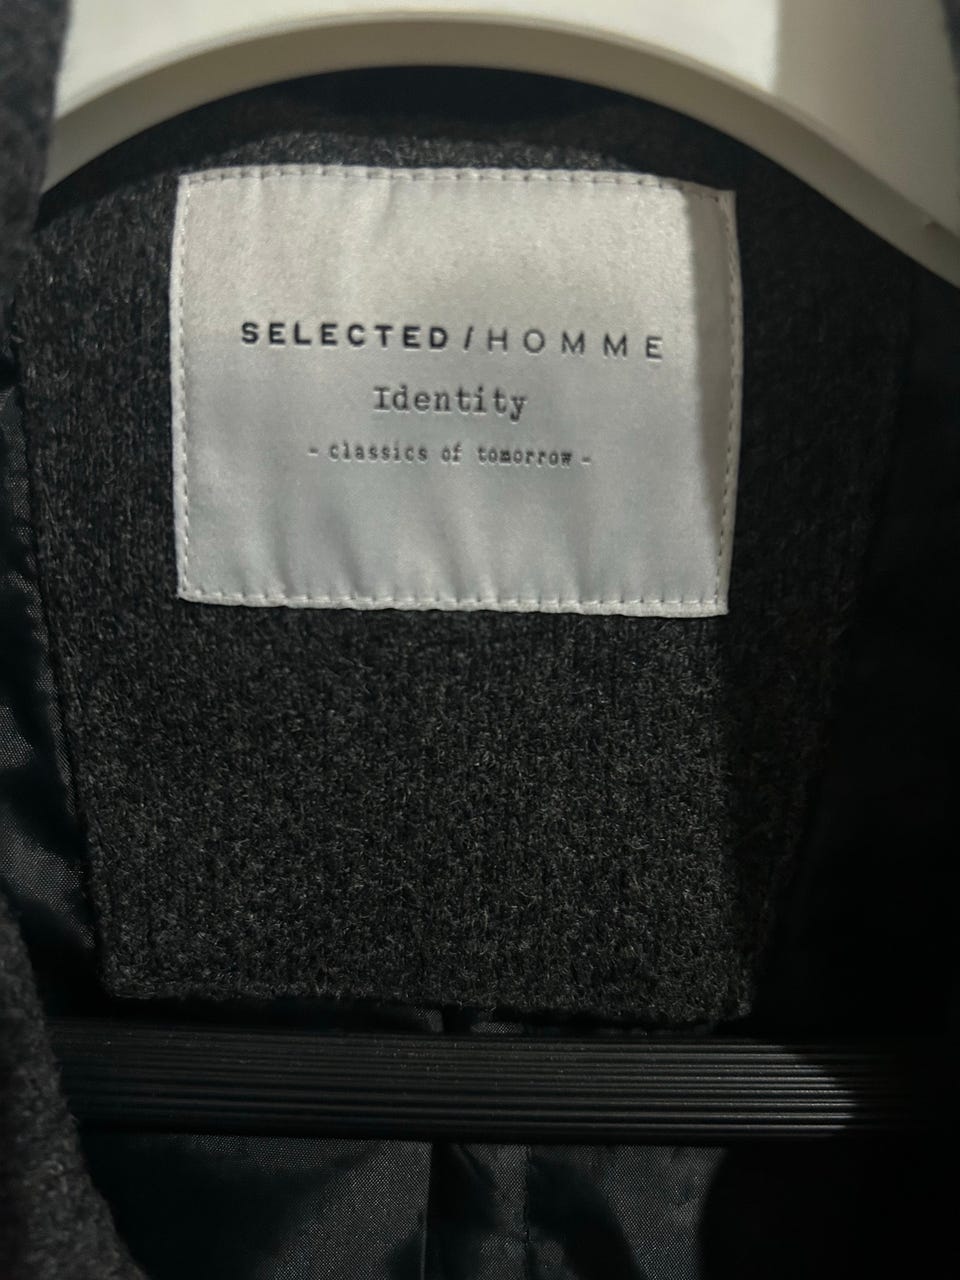 SELECTED/HOMME
Identity
- classics of tomorrow -